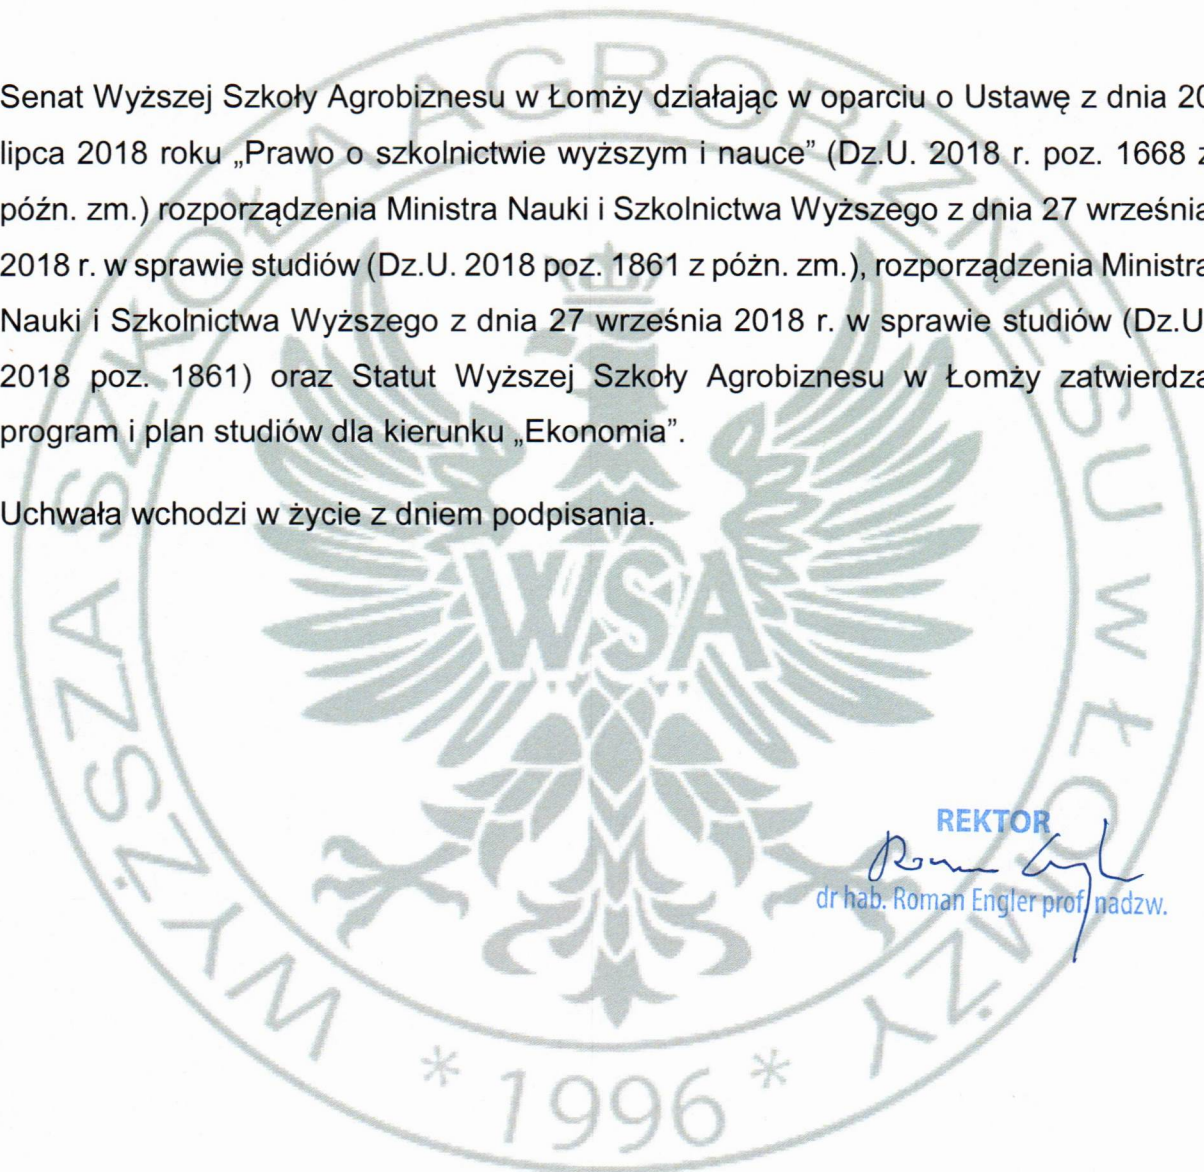 Senat Wyższej Szkoły Agrobiznesu w Łomży działając w oparciu o Ustawę z dnia 20
lipca 2018 roku „Prawo o szkolnictwie wyższym i nauce” (Dz.U. 2018 r. poz. 1668 z
późn. zm.) rozporządzenia Ministra Nauki i Szkolnictwa Wyższego z dnia 27 września
2018 r. w sprawie studiów (Dz.U. 2018 poz. 1861 z późn. zm.), rozporządzenia Ministra
Nauki i Szkolnictwa Wyższego z dnia 27 września 2018 r. w sprawie studiów (Dz.U
2018 poz. 1861) oraz Statut Wyższej Szkoły Agrobiznesu w Łomży zatwierdza
program i plan studiów dla kierunku „Ekonomia”.
Uchwała wchodzi w życie z dniem podpisania.
WYŻSZA SZKOŁA AGROBIZNESU W ŁOMŻY
WSA
* 1996 *
REKTOR
dr hab. Roman Engler prof. nadzw.